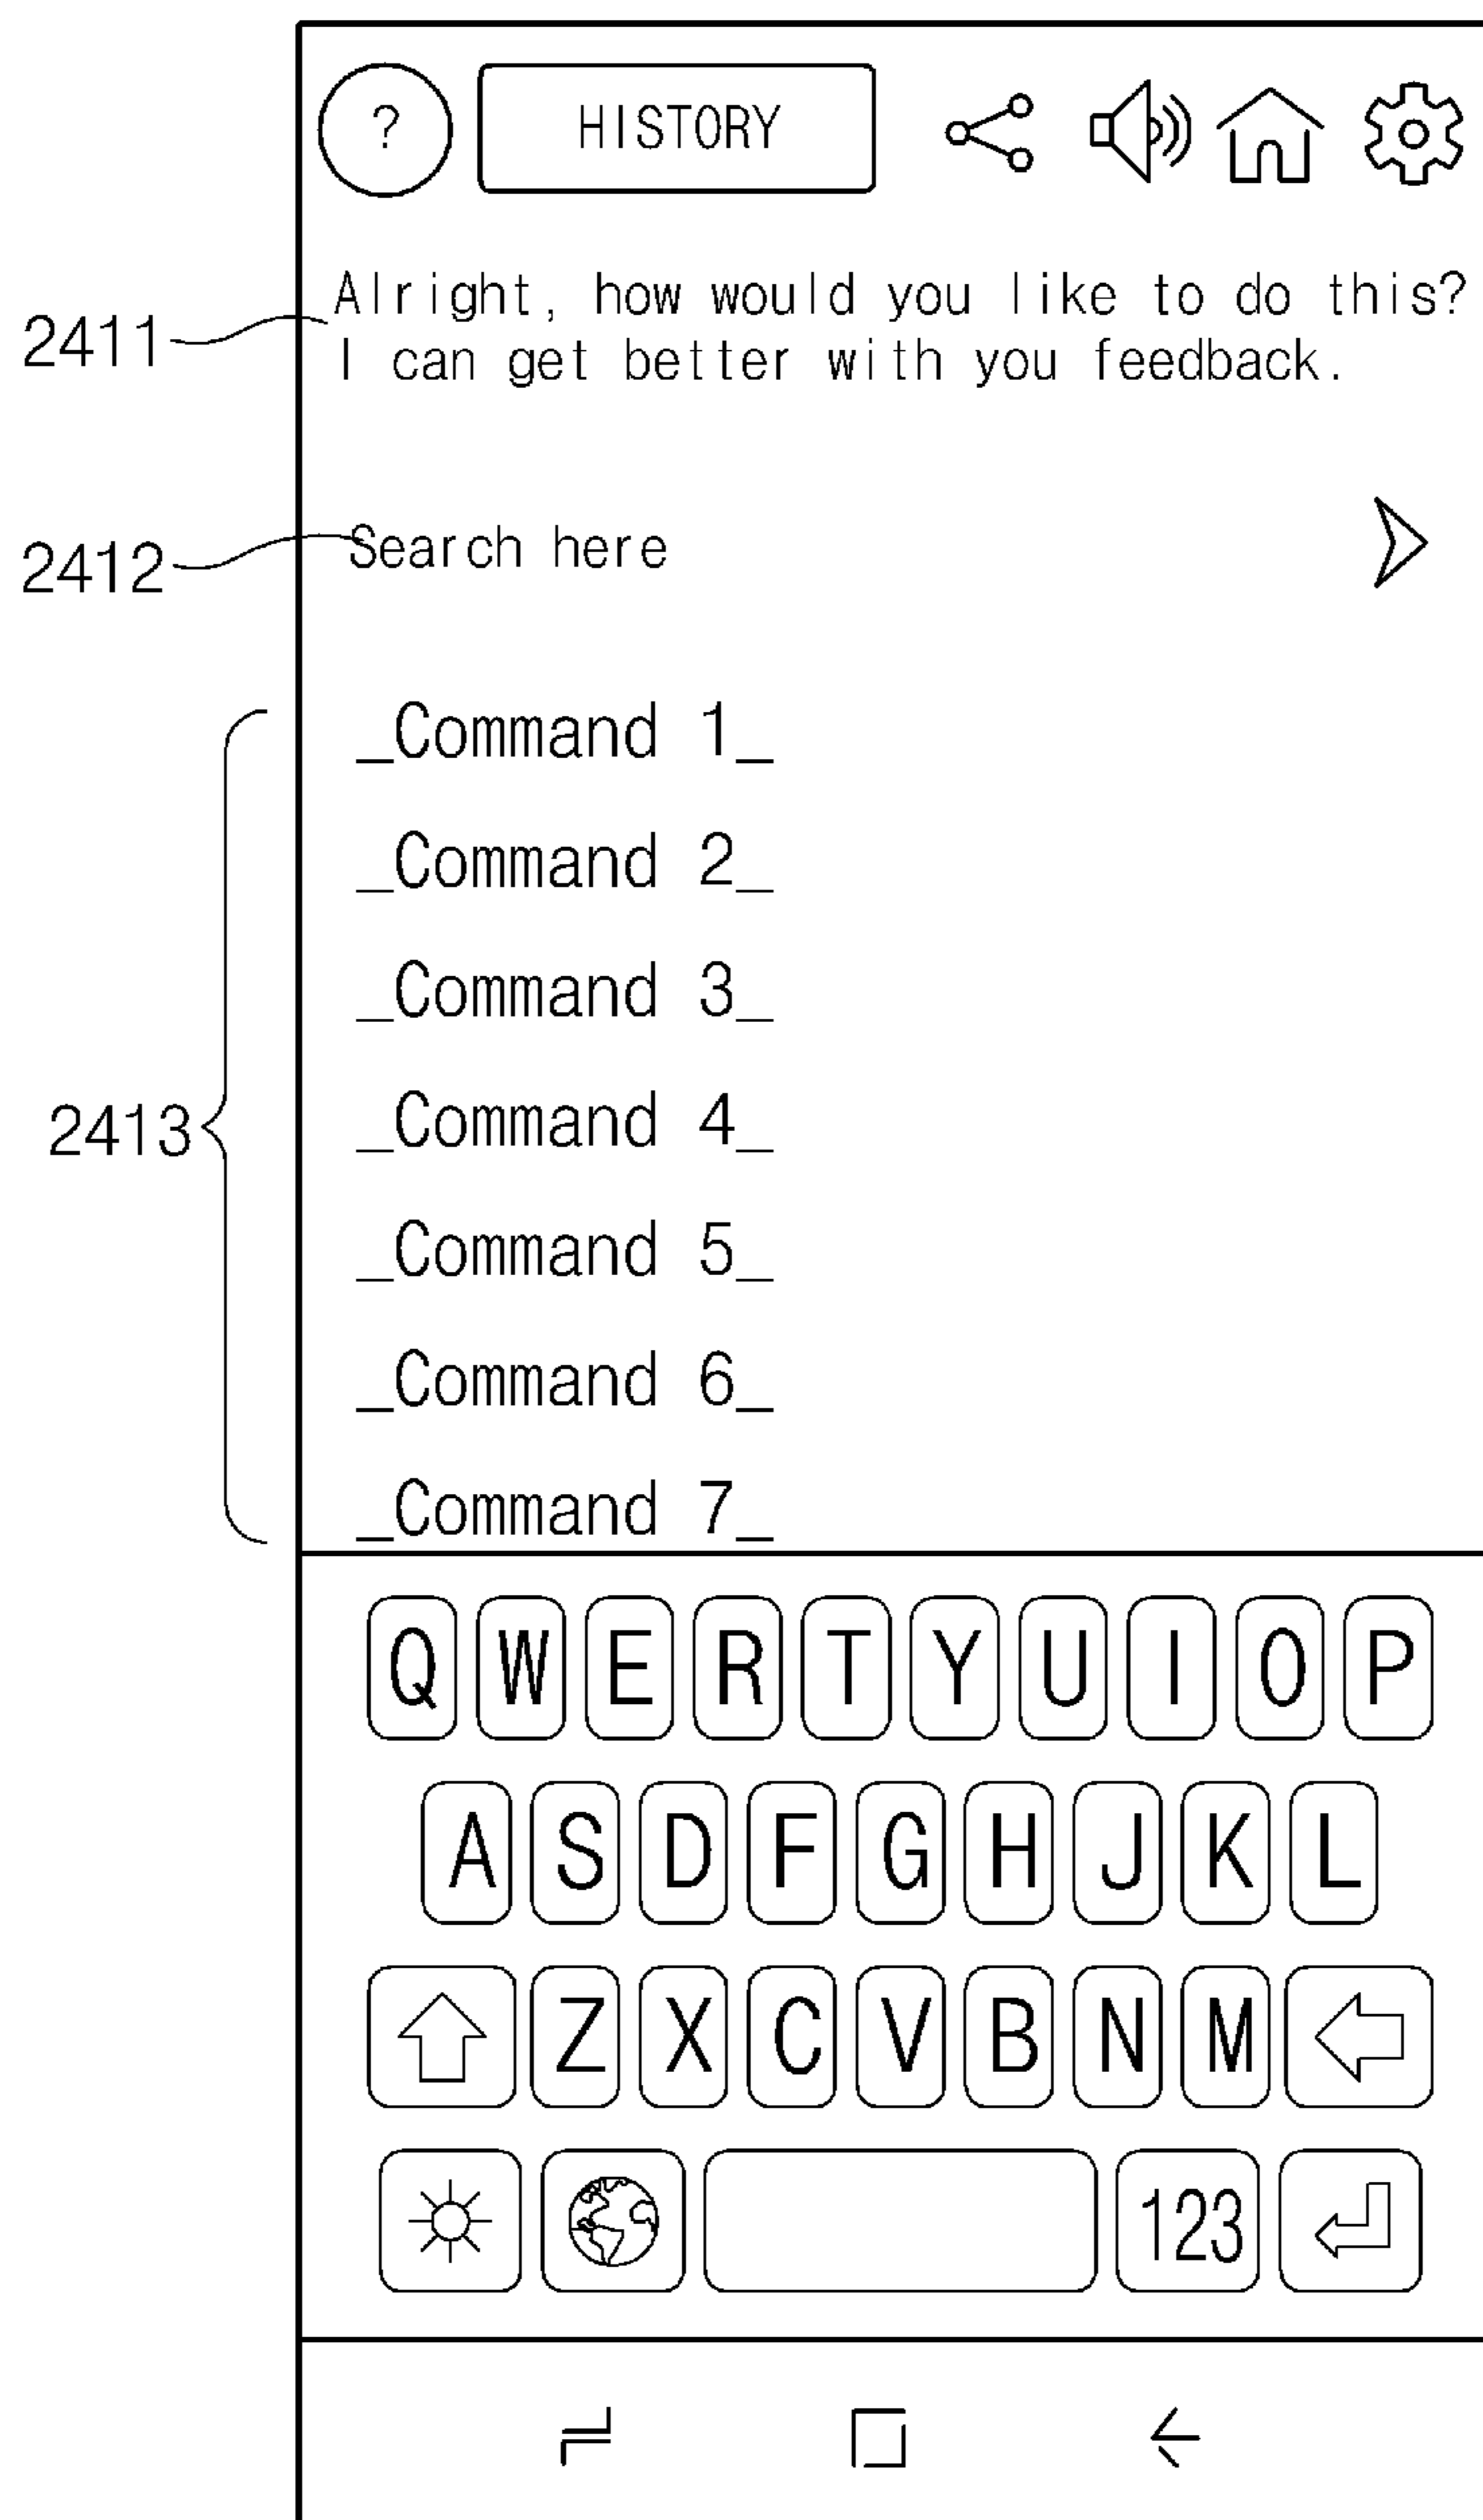 ? HISTORY
2411 Alright, how would you like to do this?
I can get better with you feedback.
2412 Search here
_Command 1_
_Command 2_
_Command 3_
2413 _Command 4_
_Command 5_
_Command 6_
_Command 7_
Q W E R T Y U I O P
A S D F G H J K L
Z X C V B N M
123